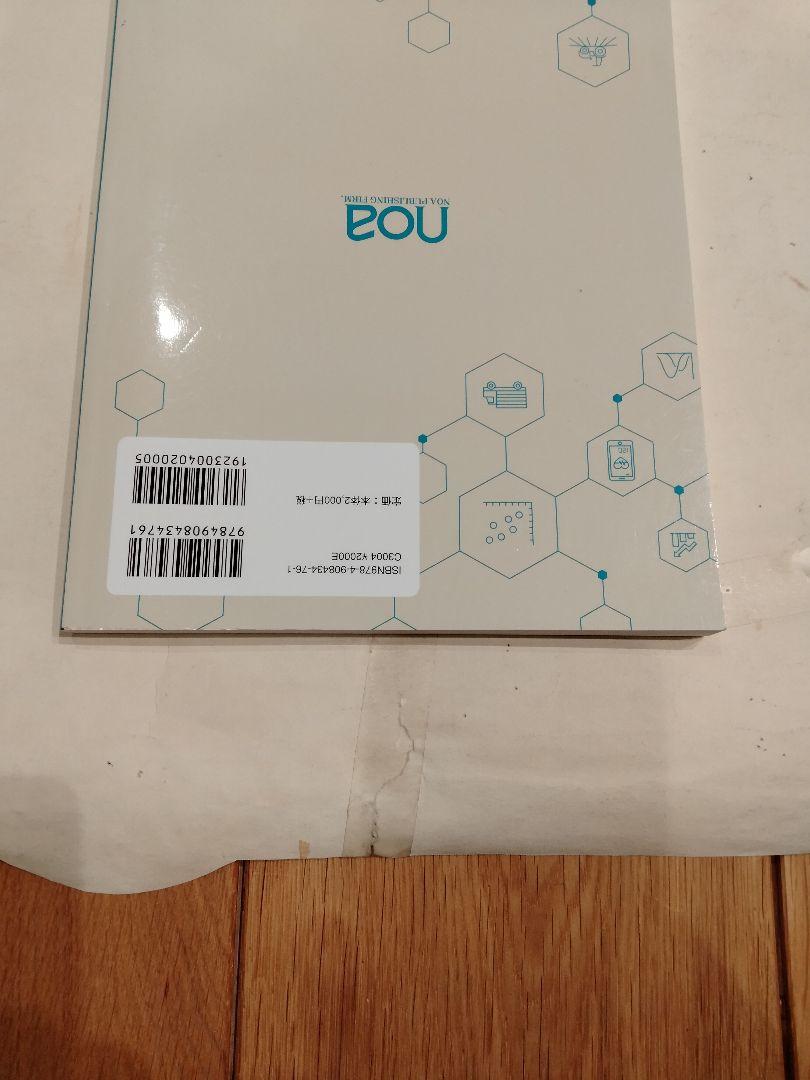 9784908434761
1923004020005
ISBN978-4-908434-76-1
C3004 ¥2000E
定価：本体2,000円+税
noa
NOA PUBLISHING FIRM.